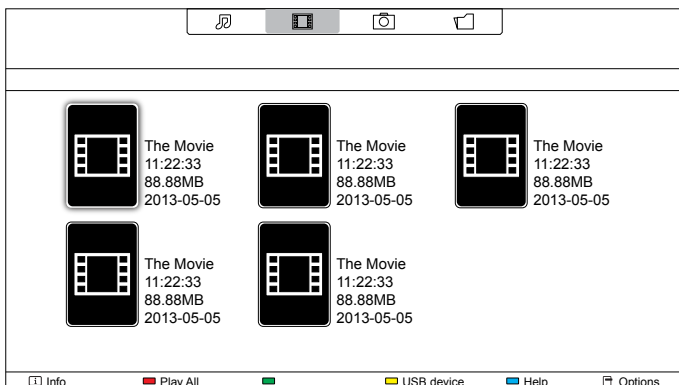 The Movie
11:22:33
88.88MB
2013-05-05
The Movie
11:22:33
88.88MB
2013-05-05
The Movie
11:22:33
88.88MB
2013-05-05
The Movie
11:22:33
88.88MB
2013-05-05
The Movie
11:22:33
88.88MB
2013-05-05
i Info Play All USB device Help Options